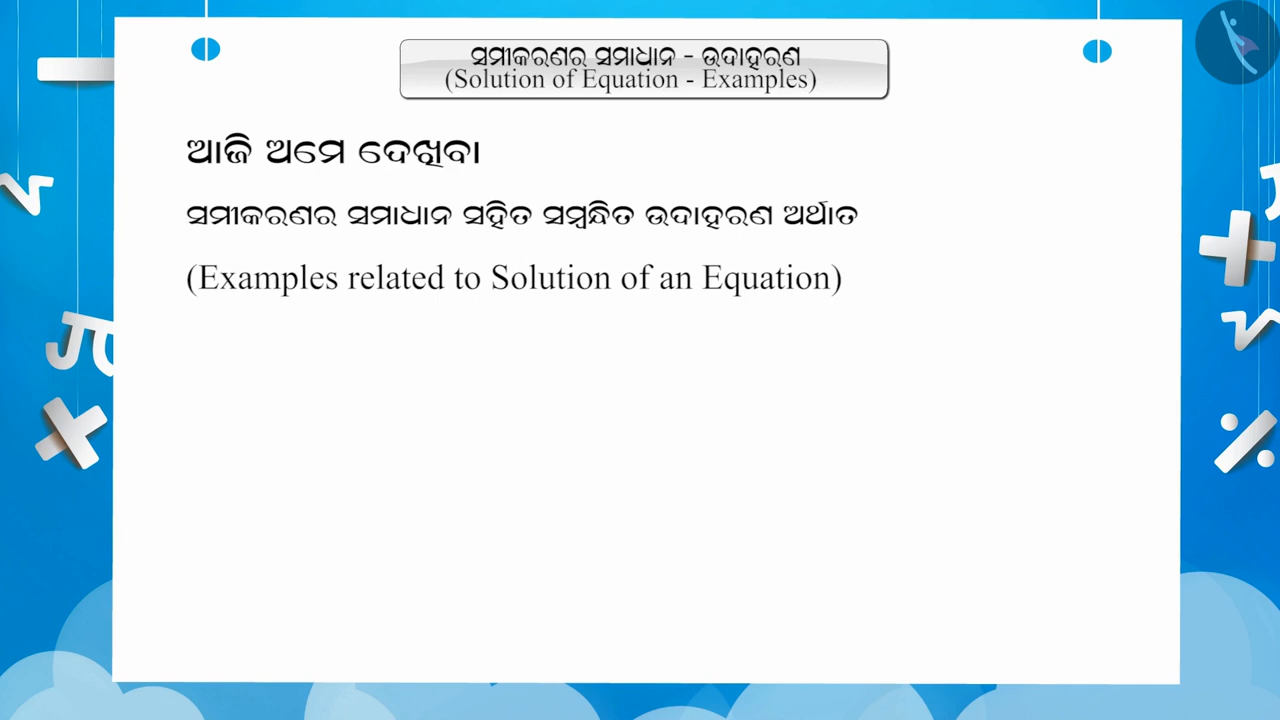 ସମୀକରଣର ସମାଧାନ - ଉଦାହରଣ
(Solution of Equation - Examples)
ଆଜି ଅମେ ଦେଖିବା
ସମୀକରଣର ସମାଧାନ ସହିତ ସମ୍ବନ୍ଧିତ ଉଦାହରଣ ଅର୍ଥାତ
(Examples related to Solution of an Equation)